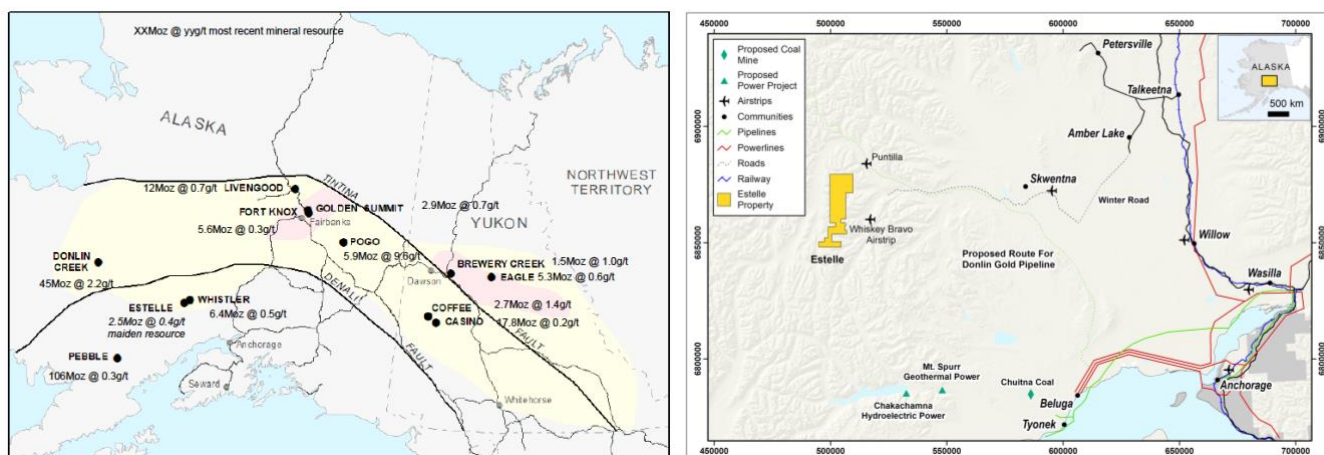 XXMoz @ yyg/t most recent mineral resource
ALASKA
NORTHWEST
TERRITORY
YUKON
TINTINA
FAULT
DENALI
FAULT
12Moz @ 0.7g/t LIVENGOOD
GOLDEN SUMMIT
FORT KNOX
Fairbanks
5.6Moz @ 0.3g/t
2.9Moz @ 0.7g/t
POGO
5.9Moz @ 9.6g/t
DONLIN
CREEK
45Moz @ 2.2g/t
BREWERY CREEK
1.5Moz @ 1.0g/t
Dawson
EAGLE 5.3Moz @ 0.6g/t
2.7Moz @ 1.4g/t
COFFEE
CASINO
17.8Moz @ 0.2g/t
ESTELLE
WHISTLER
6.4Moz @ 0.5g/t
2.5Moz @ 0.4g/t
maiden resource
Anchorage
PEBBLE
106Moz @ 0.3g/t
Seward
Whitehorse
450000
500000
550000
600000
650000
700000
Proposed Coal
Mine
Proposed
Power Project
Airstrips
Communities
Pipelines
Powerlines
Roads
Railway
Estelle
Property
ALASKA
500 km
6900000
6900000
6850000
6850000
6800000
6800000
Petersville
Talkeetna
Amber Lake
Puntilla
Skwentna
Winter Road
Whiskey Bravo
Airstrip
Estelle
Willow
Proposed Route For
Donlin Gold Pipeline
Wasilla
Mt. Spurr
Geothermal Power
Chuitna Coal
Anchorage
Beluga
Chakachamna
Hydroelectric Power
Tyonek
450000
500000
550000
600000
650000
700000